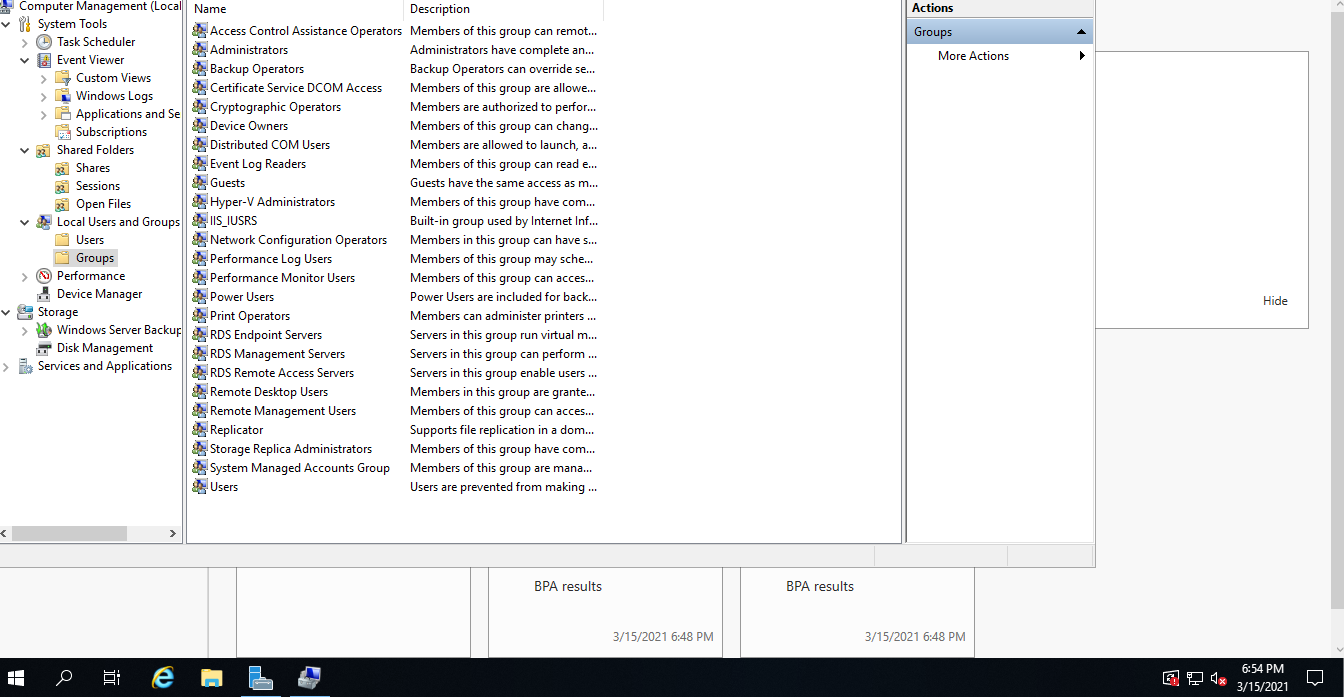 Computer Management (Local
System Tools
Task Scheduler
Event Viewer
Custom Views
Windows Logs
Applications and Se
Subscriptions
Shared Folders
Shares
Sessions
Open Files
Local Users and Groups
Users
Groups
Performance
Device Manager
Storage
Windows Server Backup
Disk Management
Services and Applications
Name Description
Access Control Assistance Operators Members of this group can remot...
Administrators Administrators have complete an...
Backup Operators Backup Operators can override se...
Certificate Service DCOM Access Members of this group are allowe...
Cryptographic Operators Members are authorized to perfor...
Device Owners Members of this group can chang...
Distributed COM Users Members are allowed to launch, a...
Event Log Readers Members of this group can read e...
Guests Guests have the same access as m...
Hyper-V Administrators Members of this group have com...
IIS_IUSRS Built-in group used by Internet Inf...
Network Configuration Operators Members in this group can have s...
Performance Log Users Members of this group may sche...
Performance Monitor Users Members of this group can acces...
Power Users Power Users are included for back...
Print Operators Members can administer printers ...
RDS Endpoint Servers Servers in this group run virtual m...
RDS Management Servers Servers in this group can perform ...
RDS Remote Access Servers Servers in this group enable users ...
Remote Desktop Users Members in this group are grante...
Remote Management Users Members of this group can acces...
Replicator Supports file replication in a dom...
Storage Replica Administrators Members of this group have com...
System Managed Accounts Group Members of this group are mana...
Users Users are prevented from making ...
Actions
Groups
More Actions
Hide
BPA results
3/15/2021 6:48 PM
BPA results
3/15/2021 6:48 PM
6:54 PM
3/15/2021